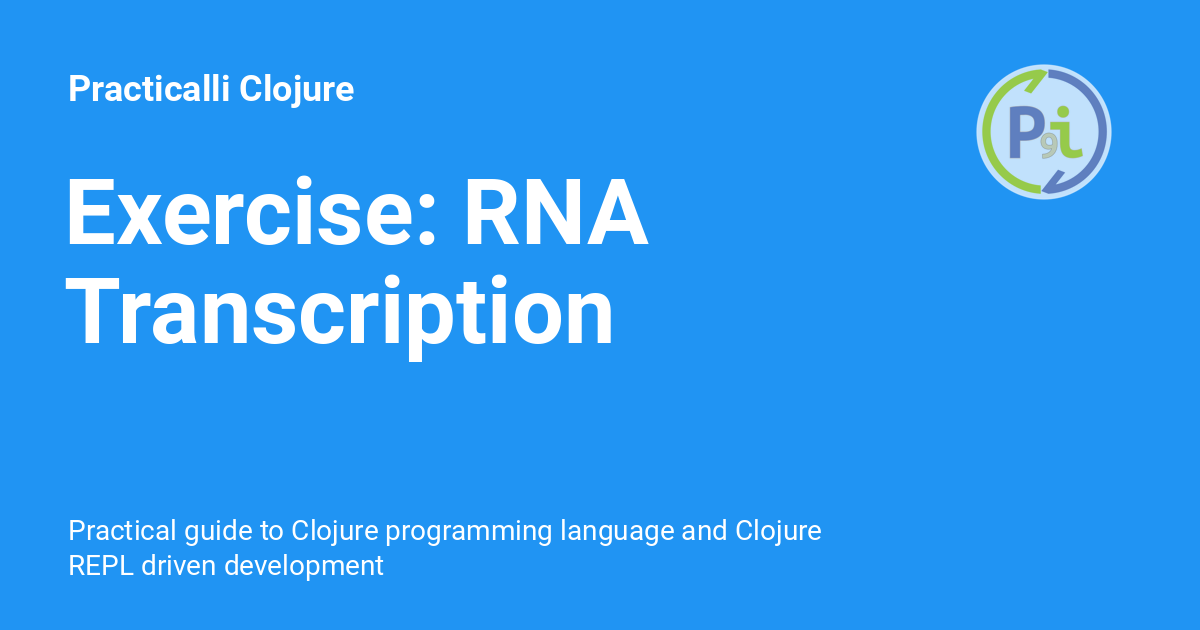 Practicalli Clojure
P9i
Exercise: RNA
Transcription
Practical guide to Clojure programming language and Clojure
REPL driven development